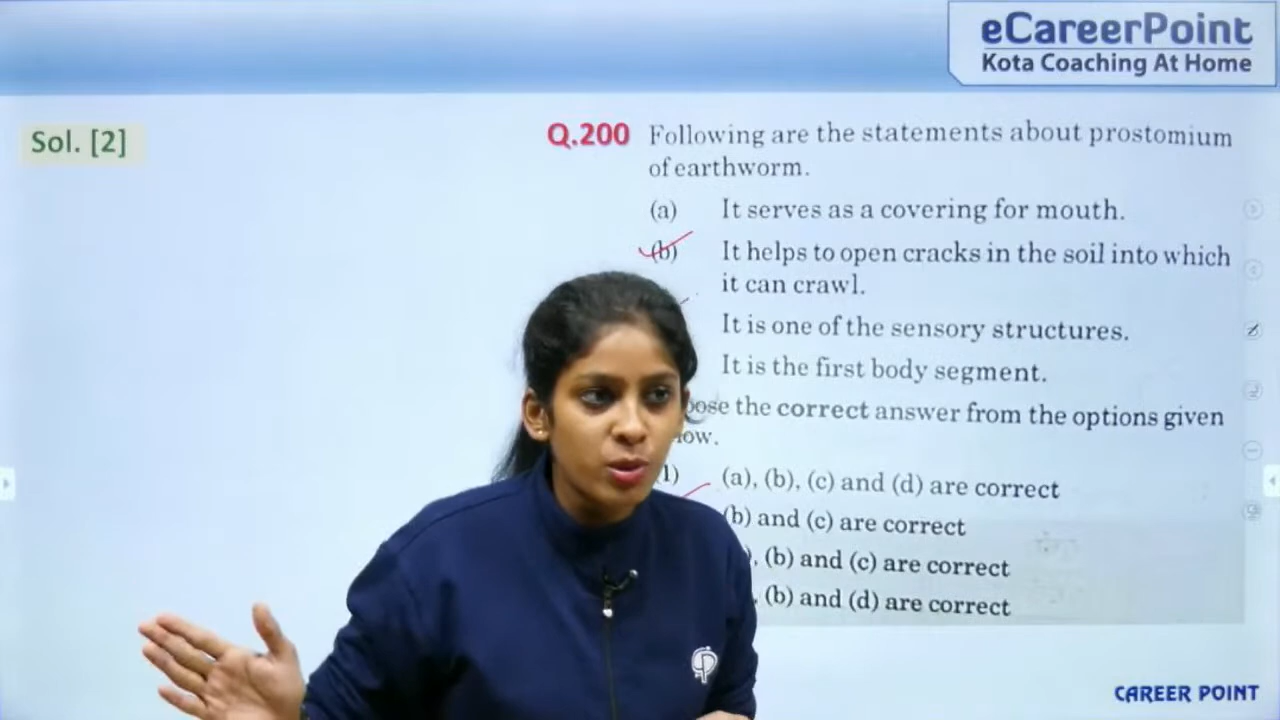 eCareerPoint
Kota Coaching At Home
Sol. [2]
Q.200 Following are the statements about prostomium
of earthworm.
(a) It serves as a covering for mouth.
(b) It helps to open cracks in the soil into which
it can crawl.
It is one of the sensory structures.
It is the first body segment.
the correct answer from the options given
(a), (b), (c) and (d) are correct
(b) and (c) are correct
, (b) and (c) are correct
, (b) and (d) are correct
CP
CAREER POINT